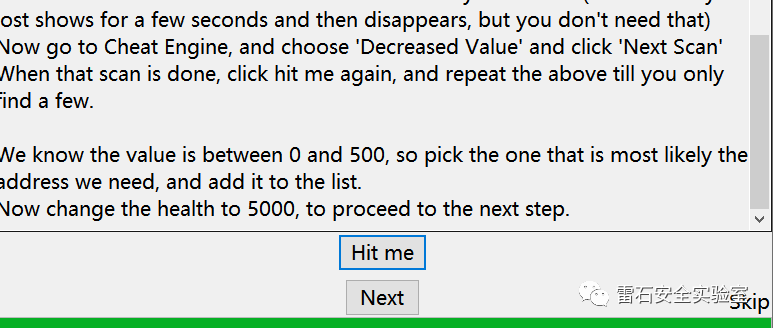 lost shows for a few seconds and then disappears, but you don't need that)
Now go to Cheat Engine, and choose 'Decreased Value' and click 'Next Scan'
When that scan is done, click hit me again, and repeat the above till you only
find a few.
We know the value is between 0 and 500, so pick the one that is most likely the
address we need, and add it to the list.
Now change the health to 5000, to proceed to the next step.
Hit me
Next
雷石安全实验室
Skip